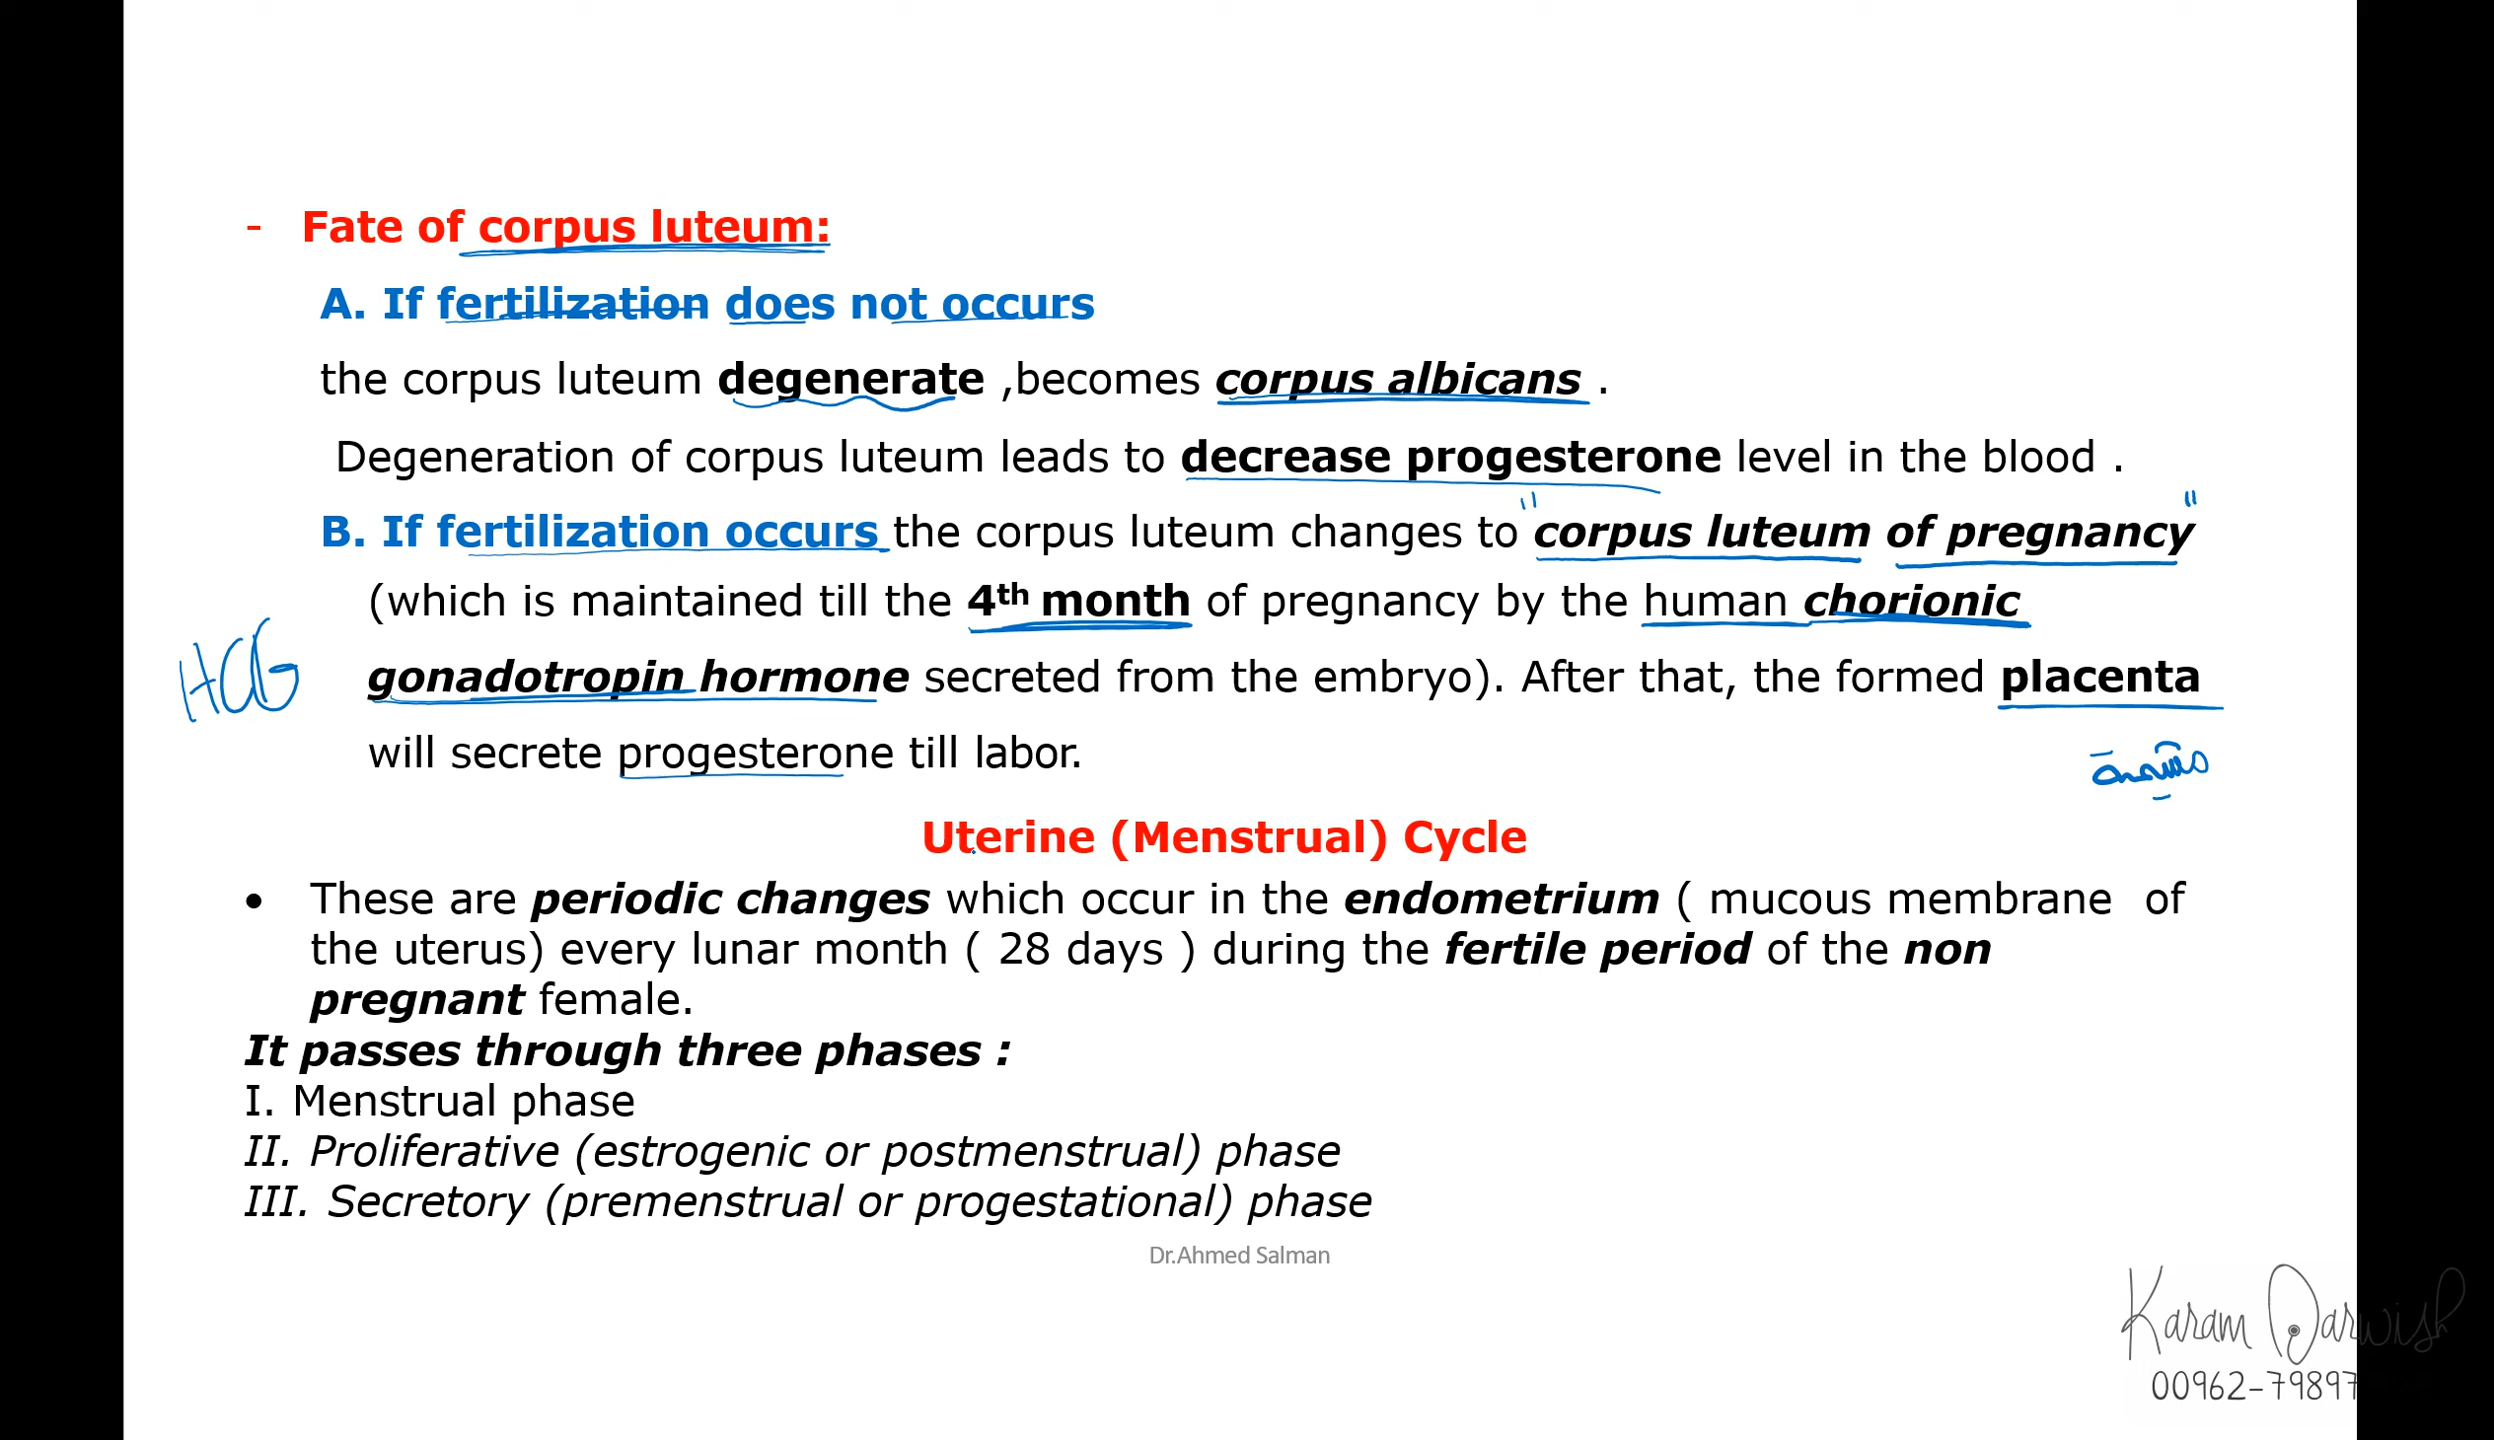 - Fate of corpus luteum:
A. If fertilization does not occurs
the corpus luteum degenerate ,becomes corpus albicans .
Degeneration of corpus luteum leads to decrease progesterone level in the blood .
B. If fertilization occurs the corpus luteum changes to "corpus luteum of pregnancy"
(which is maintained till the 4th month of pregnancy by the human chorionic
HCG gonadotropin hormone secreted from the embryo). After that, the formed placenta
will secrete progesterone till labor.
Uterine (Menstrual) Cycle
• These are periodic changes which occur in the endometrium ( mucous membrane of
the uterus) every lunar month ( 28 days ) during the fertile period of the non
pregnant female.
It passes through three phases :
I. Menstrual phase
II. Proliferative (estrogenic or postmenstrual) phase
III. Secretory (premenstrual or progestational) phase
Dr.Ahmed Salman
Karam Darwish
00962-79897